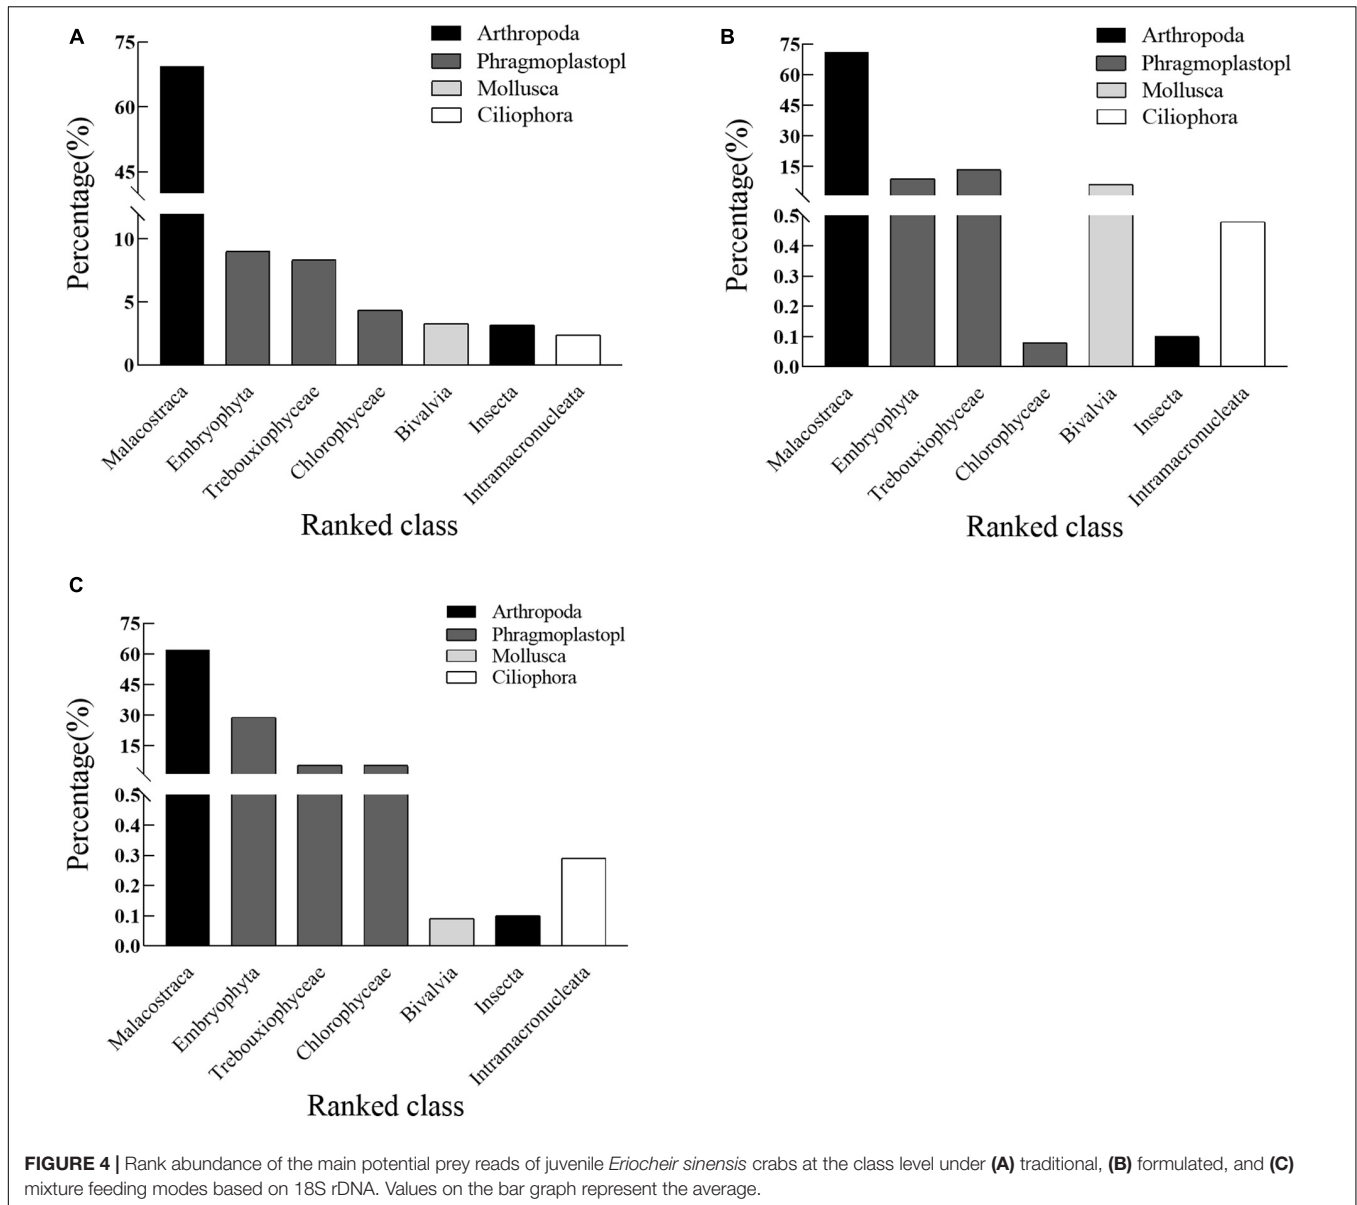 A
75
60
45
10
5
0
Percentage(%)
Arthropoda
Phragmoplastopl
Mollusca
Ciliophora
Malacostraca
Embryophyta
Trebouxiophyceae
Chlorophyceae
Bivalvia
Insecta
Intramacronucleata
Ranked class
B
75
60
45
30
15
0.5
0.4
0.3
0.2
0.1
0.0
Percentage(%)
Arthropoda
Phragmoplastopl
Mollusca
Ciliophora
Malacostraca
Embryophyta
Trebouxiophyceae
Chlorophyceae
Bivalvia
Insecta
Intramacronucleata
Ranked class
C
75
60
45
30
15
0.5
0.4
0.3
0.2
0.1
0.0
Percentage(%)
Arthropoda
Phragmoplastopl
Mollusca
Ciliophora
Malacostraca
Embryophyta
Trebouxiophyceae
Chlorophyceae
Bivalvia
Insecta
Intramacronucleata
Ranked class
FIGURE 4 | Rank abundance of the main potential prey reads of juvenile Eriocheir sinensis crabs at the class level under (A) traditional, (B) formulated, and (C)
mixture feeding modes based on 18S rDNA. Values on the bar graph represent the average.